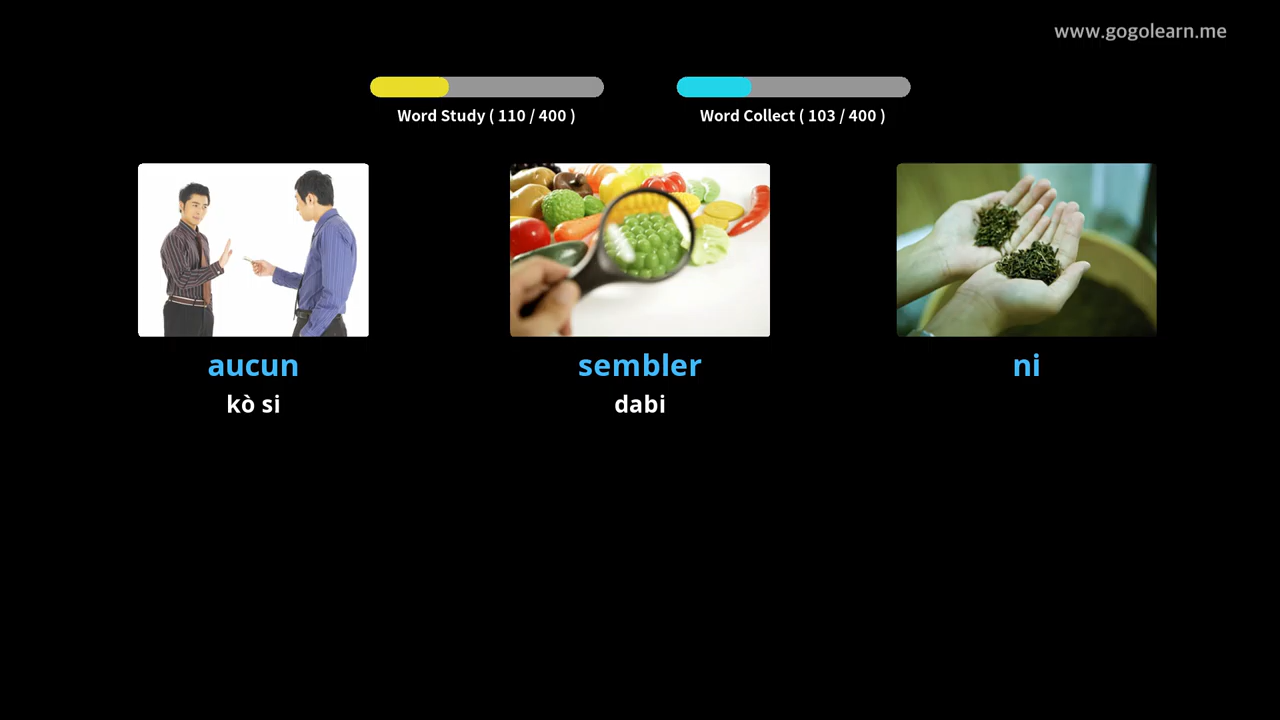 www.gogolearn.me
Word Study ( 110 / 400 )
Word Collect ( 103 / 400 )
aucun
kò si
sembler
dabi
ni